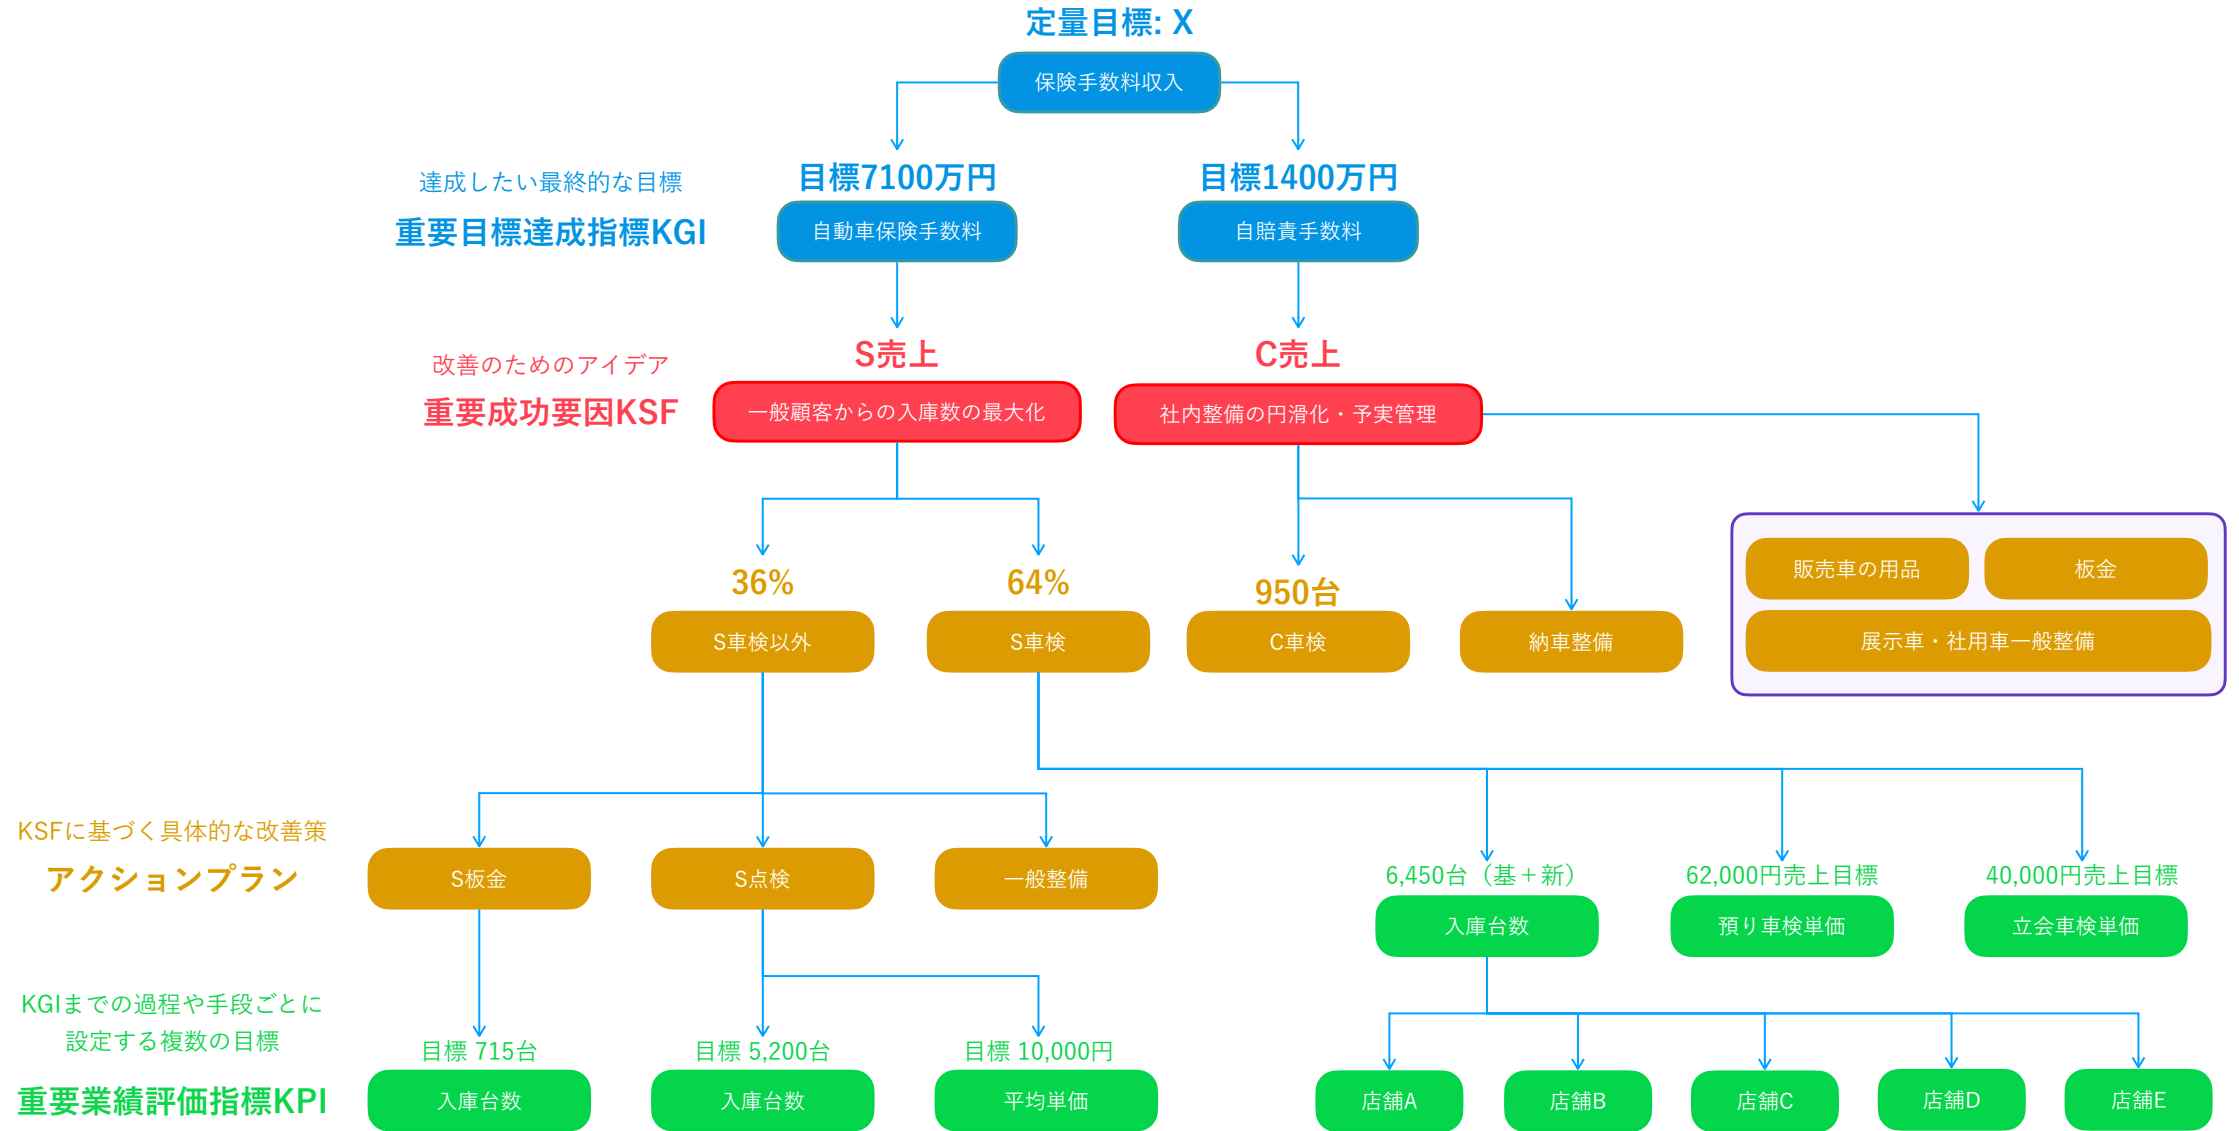 定量目標: X
保険手数料収入
達成したい最終的な目標
重要目標達成指標KGI
目標7100万円
自動車保険手数料
目標1400万円
自賠責手数料
改善のためのアイデア
重要成功要因KSF
S売上
一般顧客からの入庫数の最大化
C売上
社内整備の円滑化・予実管理
36%
S車検以外
64%
S車検
950台
C車検
納車整備
販売車の用品
板金
展示車・社用車一般整備
KSFに基づく具体的な改善策
アクションプラン
S板金
S点検
一般整備
6,450台（基＋新）
入庫台数
62,000円売上目標
預り車検単価
40,000円売上目標
立会車検単価
KGIまでの過程や手段ごとに
設定する複数の目標
重要業績評価指標KPI
目標 715台
入庫台数
目標 5,200台
入庫台数
目標 10,000円
平均単価
店舗A
店舗B
店舗C
店舗D
店舗E